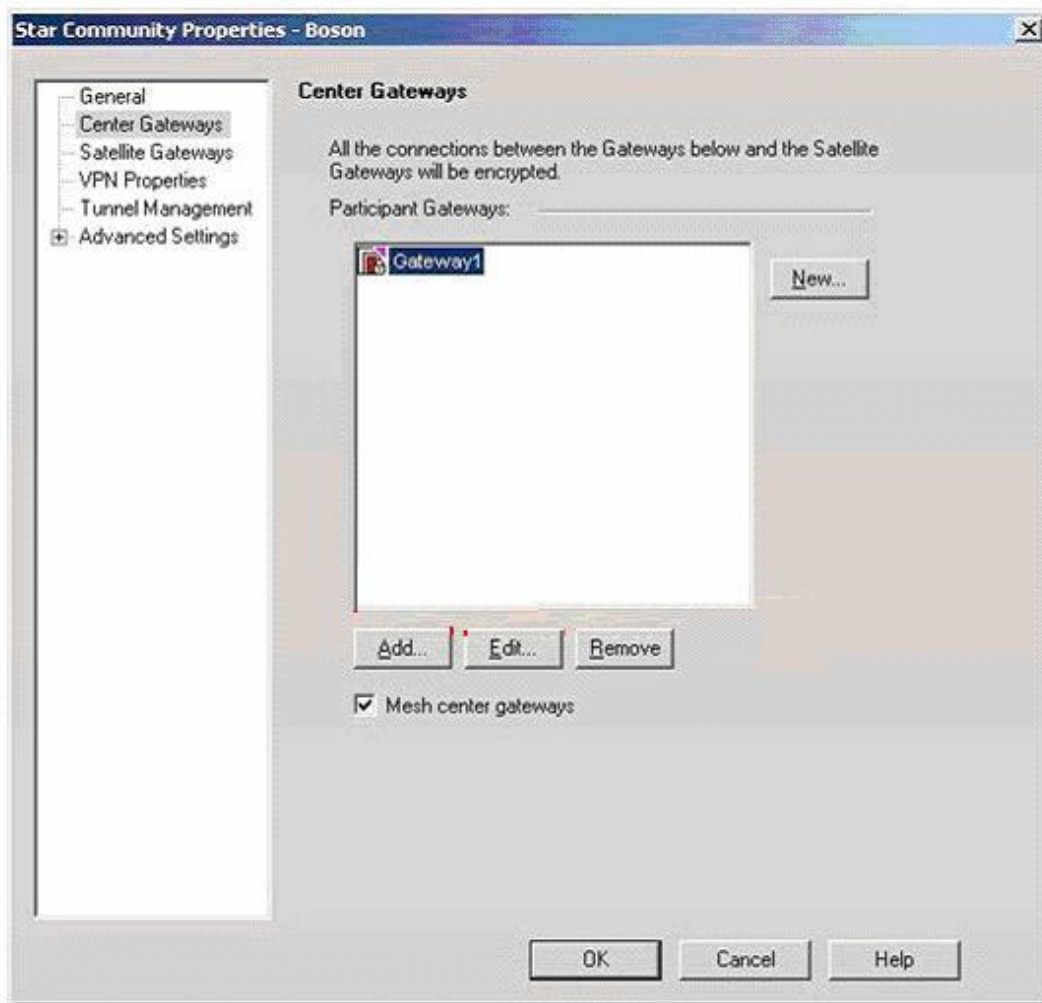 Star Community Properties - Boson
General
Center Gateways
Satellite Gateways
VPN Properties
Tunnel Management
Advanced Settings
Center Gateways
All the connections between the Gateways below and the Satellite
Gateways will be encrypted.
Participant Gateways:
Gateway1
New...
Add...
Edit...
Remove
Mesh center gateways
OK
Cancel
Help